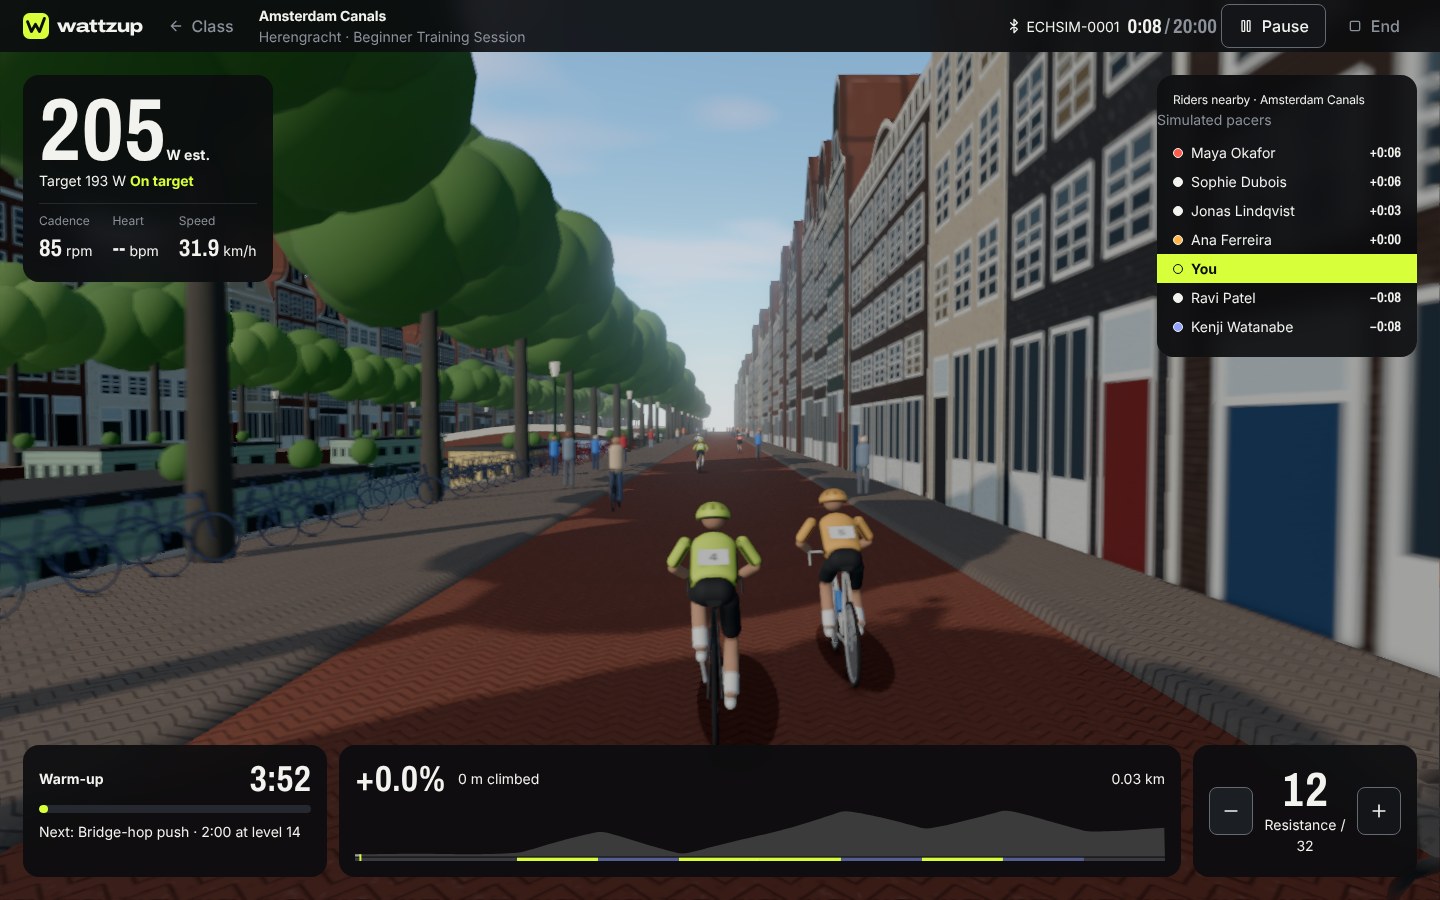 wattzup
← Class
Amsterdam Canals
Herengracht · Beginner Training Session
ECHSIM-0001 0:08 / 20:00
Pause
End
205 W est.
Target 193 W On target
Cadence Heart Speed
85 rpm -- bpm 31.9 km/h
Riders nearby · Amsterdam Canals
Simulated pacers
Maya Okafor +0:06
Sophie Dubois +0:06
Jonas Lindqvist +0:03
Ana Ferreira +0:00
You
Ravi Patel −0:08
Kenji Watanabe −0:08
4
Warm-up 3:52
Next: Bridge-hop push · 2:00 at level 14
+0.0% 0 m climbed 0.03 km
− 12 +
Resistance /
32